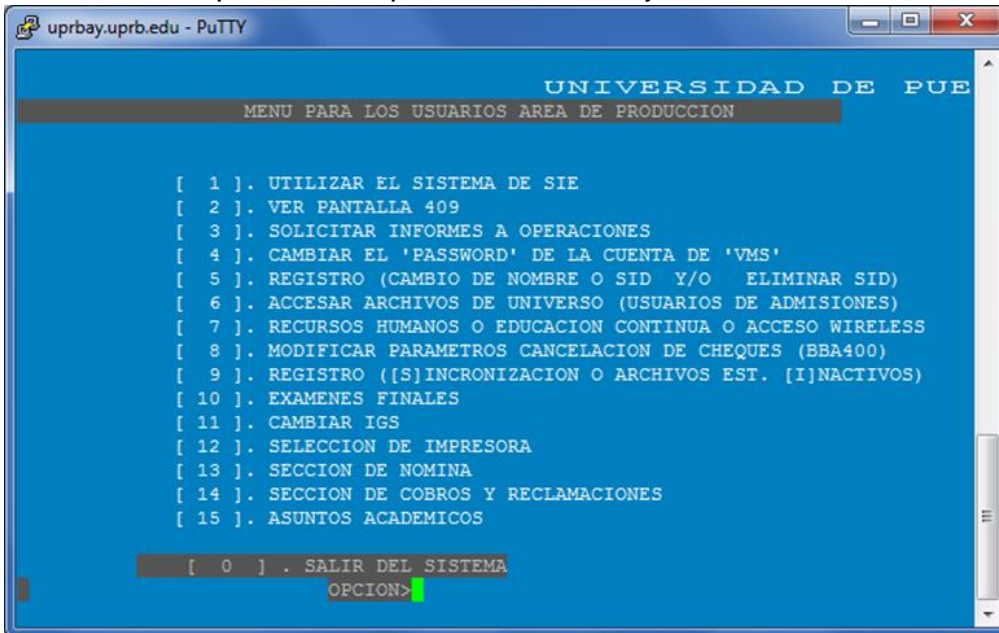 uprbay.uprb.edu - PuTTY
UNIVERSIDAD DE PUE
MENU PARA LOS USUARIOS AREA DE PRODUCCION
[ 1 ]. UTILIZAR EL SISTEMA DE SIE
[ 2 ]. VER PANTALLA 409
[ 3 ]. SOLICITAR INFORMES A OPERACIONES
[ 4 ]. CAMBIAR EL 'PASSWORD' DE LA CUENTA DE 'VMS'
[ 5 ]. REGISTRO (CAMBIO DE NOMBRE O SID Y/O ELIMINAR SID)
[ 6 ]. ACCESAR ARCHIVOS DE UNIVERSO (USUARIOS DE ADMISIONES)
[ 7 ]. RECURSOS HUMANOS O EDUCACION CONTINUA O ACCESO WIRELESS
[ 8 ]. MODIFICAR PARAMETROS CANCELACION DE CHEQUES (BBA400)
[ 9 ]. REGISTRO ([S]INCRONIZACION O ARCHIVOS EST. [I]NACTIVOS)
[ 10 ]. EXAMENES FINALES
[ 11 ]. CAMBIAR IGS
[ 12 ]. SELECCION DE IMPRESORA
[ 13 ]. SECCION DE NOMINA
[ 14 ]. SECCION DE COBROS Y RECLAMACIONES
[ 15 ]. ASUNTOS ACADEMICOS
[ 0 ] . SALIR DEL SISTEMA
OPCION>